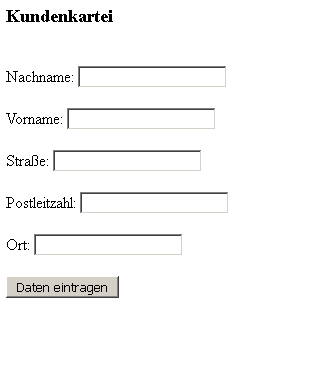 Kundenkartei
Nachname:
Vorname:
Straße:
Postleitzahl:
Ort:
Daten eintragen